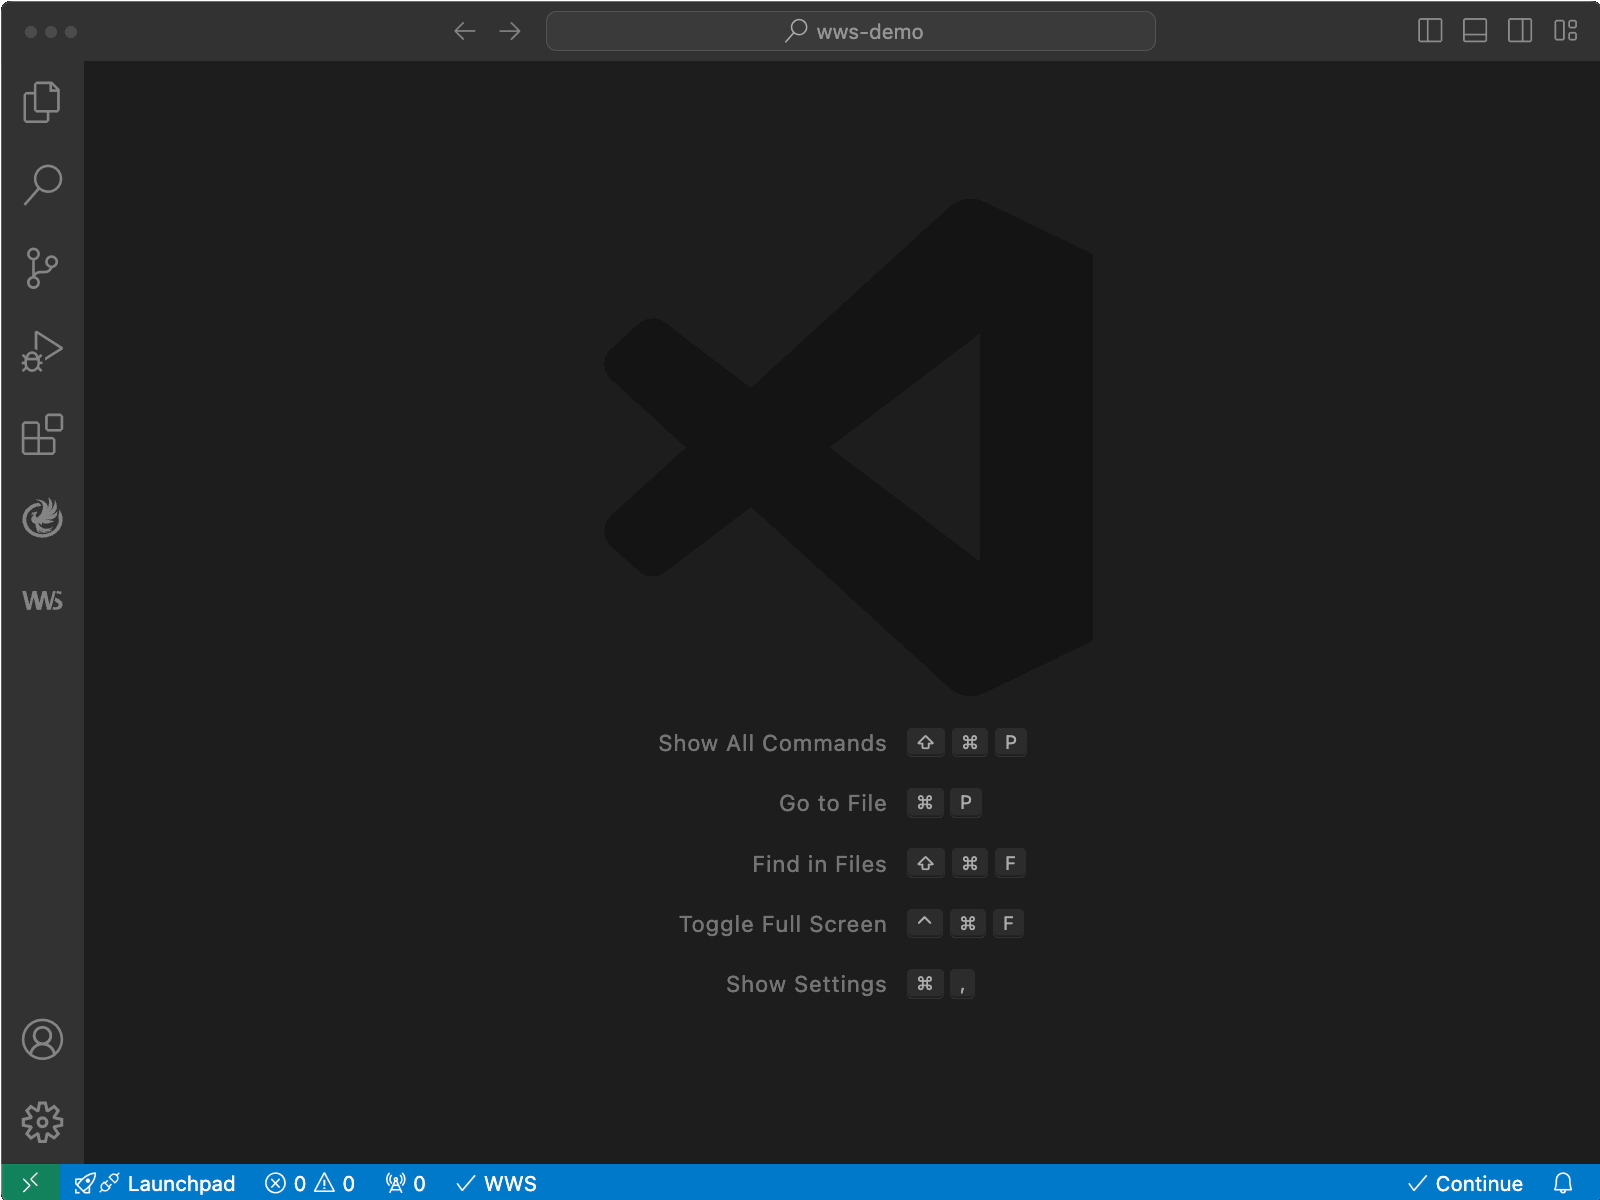 wws-demo
WWS
Show All Commands ⇧ ⌘ P
Go to File ⌘ P
Find in Files ⇧ ⌘ F
Toggle Full Screen ^ ⌘ F
Show Settings ⌘ ,
Launchpad 0 0 0 WWS Continue